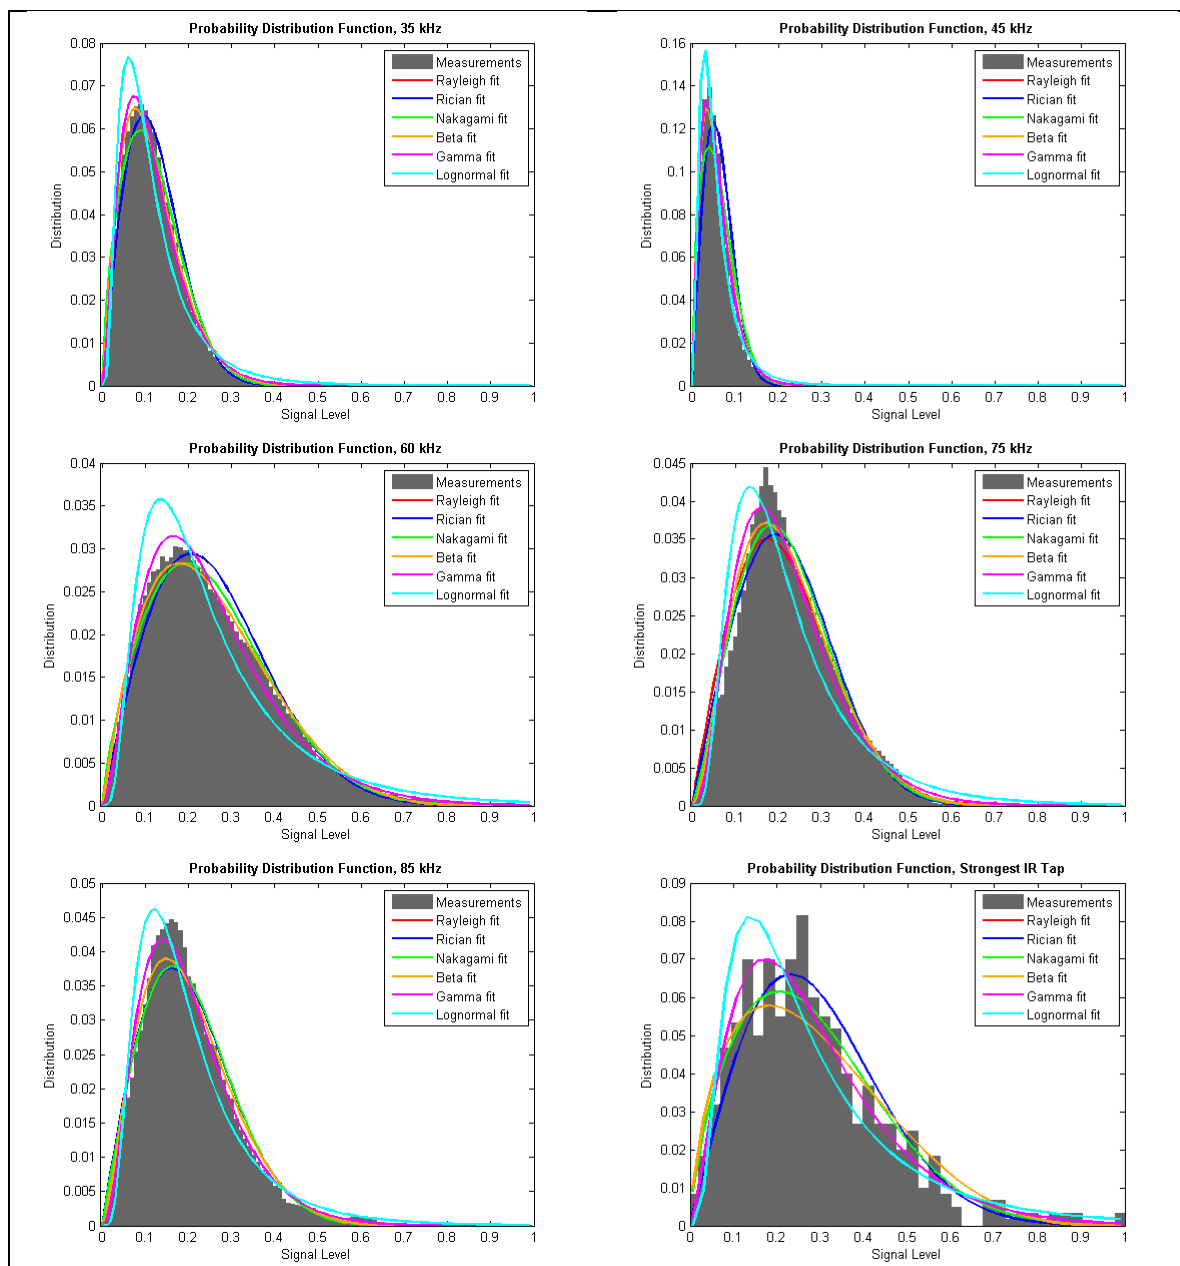 Probability Distribution Function, 35 kHz
0.08
0.07
0.06
0.05
0.04
0.03
0.02
0.01
0
Distribution
0 0.1 0.2 0.3 0.4 0.5 0.6 0.7 0.8 0.9 1
Signal Level
Measurements
Rayleigh fit
Rician fit
Nakagami fit
Beta fit
Gamma fit
Lognormal fit
Probability Distribution Function, 45 kHz
0.16
0.14
0.12
0.1
0.08
0.06
0.04
0.02
0
Distribution
0 0.1 0.2 0.3 0.4 0.5 0.6 0.7 0.8 0.9 1
Signal Level
Measurements
Rayleigh fit
Rician fit
Nakagami fit
Beta fit
Gamma fit
Lognormal fit
Probability Distribution Function, 60 kHz
0.04
0.035
0.03
0.025
0.02
0.015
0.01
0.005
0
Distribution
0 0.1 0.2 0.3 0.4 0.5 0.6 0.7 0.8 0.9 1
Signal Level
Measurements
Rayleigh fit
Rician fit
Nakagami fit
Beta fit
Gamma fit
Lognormal fit
Probability Distribution Function, 75 kHz
0.045
0.04
0.035
0.03
0.025
0.02
0.015
0.01
0.005
0
Distribution
0 0.1 0.2 0.3 0.4 0.5 0.6 0.7 0.8 0.9 1
Signal Level
Measurements
Rayleigh fit
Rician fit
Nakagami fit
Beta fit
Gamma fit
Lognormal fit
Probability Distribution Function, 85 kHz
0.05
0.045
0.04
0.035
0.03
0.025
0.02
0.015
0.01
0.005
0
Distribution
0 0.1 0.2 0.3 0.4 0.5 0.6 0.7 0.8 0.9 1
Signal Level
Measurements
Rayleigh fit
Rician fit
Nakagami fit
Beta fit
Gamma fit
Lognormal fit
Probability Distribution Function, Strongest IR Tap
0.09
0.08
0.07
0.06
0.05
0.04
0.03
0.02
0.01
0
Distribution
0 0.1 0.2 0.3 0.4 0.5 0.6 0.7 0.8 0.9 1
Signal Level
Measurements
Rayleigh fit
Rician fit
Nakagami fit
Beta fit
Gamma fit
Lognormal fit